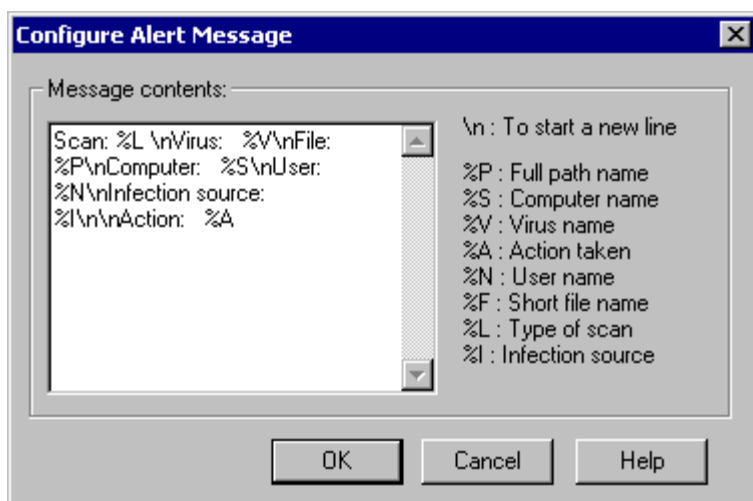 Configure Alert Message
Message contents:
Scan: %L \nVirus:   %V\nFile:
%P\nComputer:   %S\nUser:
%N\nInfection source:
%I\n\nAction:   %A
\n : To start a new line
%P : Full path name
%S : Computer name
%V : Virus name
%A : Action taken
%N : User name
%F : Short file name
%L : Type of scan
%I : Infection source
OK
Cancel
Help